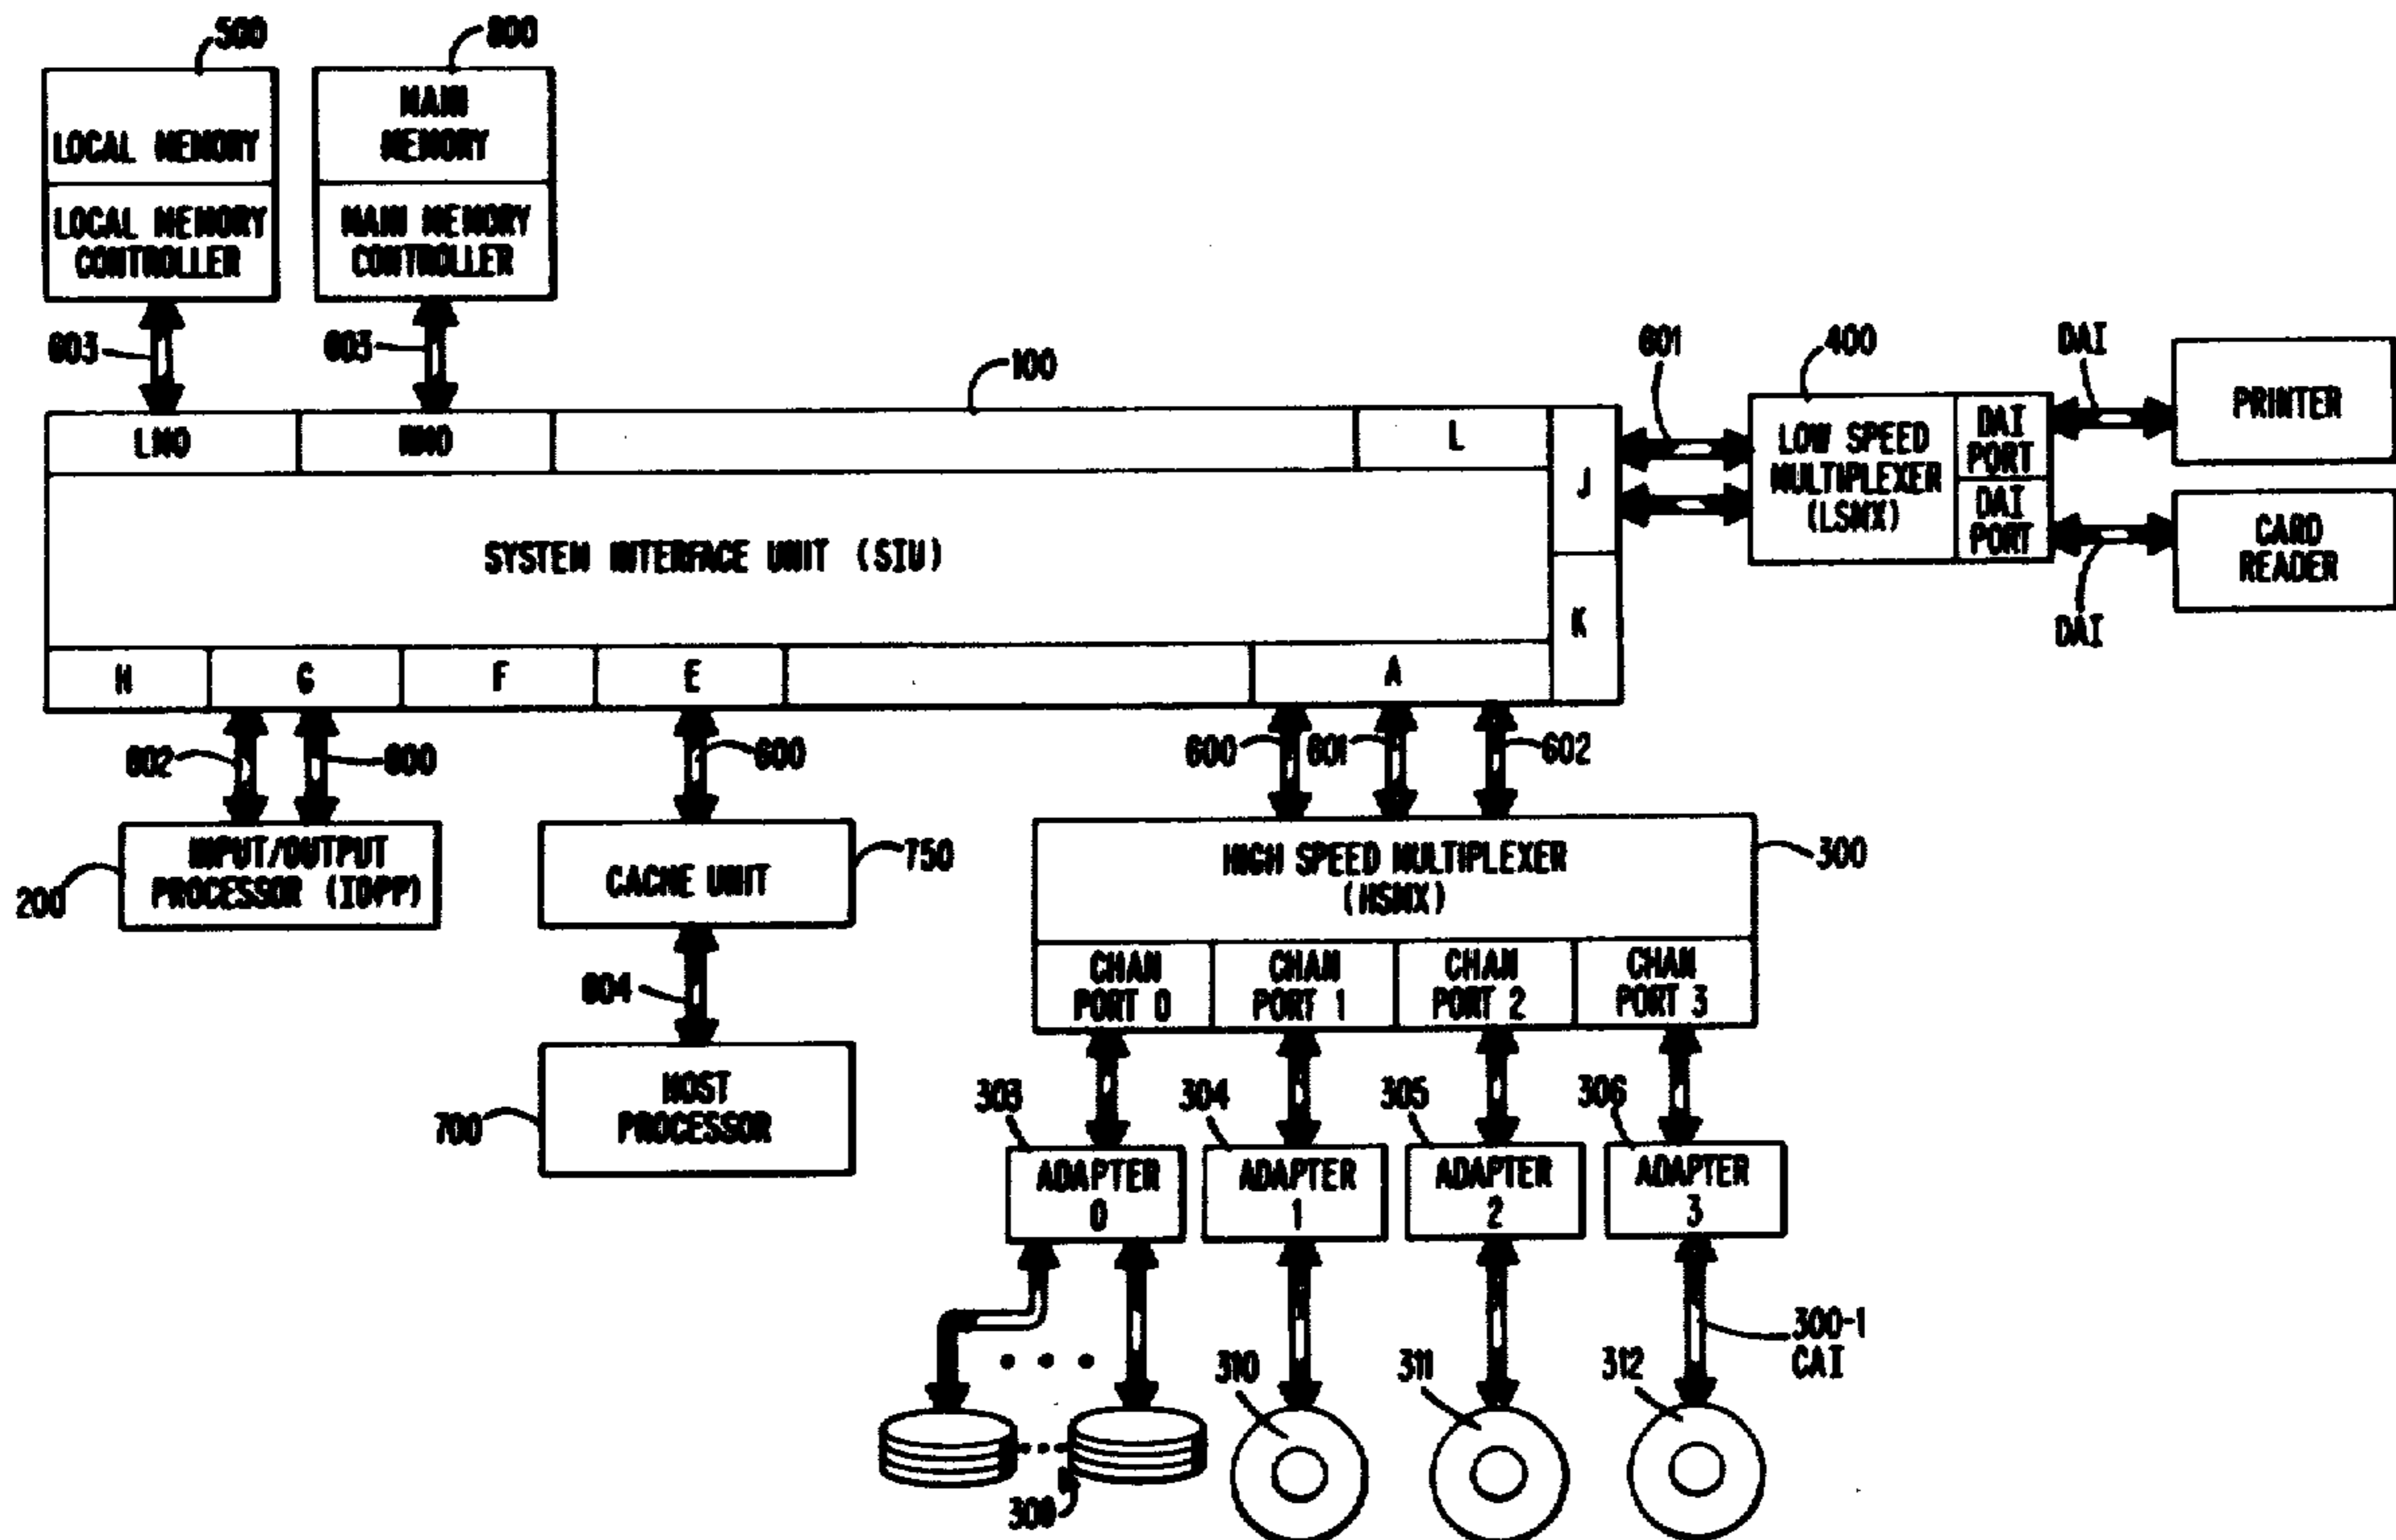 500
800
LOCAL MEMORY
MAIN
MEMORY
LOCAL MEMORY
CONTROLLER
MAIN MEMORY
CONTROLLER
603
603
100
LM0
L
J
K
601
400
LOW SPEED
MULTIPLEXER
(LSMX)
DAI
PORT
DAI
PORT
DAI
DAI
PRINTER
CARD
READER
SYSTEM INTERFACE UNIT (SIU)
H
G
F
E
A
602
600
600
600
601
602
200
INPUT/OUTPUT
PROCESSOR (IOPP)
CACHE UNIT
750
HIGH SPEED MULTIPLEXER
(HSMX)
300
604
CHAN
PORT 0
CHAN
PORT 1
CHAN
PORT 2
CHAN
PORT 3
700
HOST
PROCESSOR
303
304
305
306
ADAPTER
0
ADAPTER
1
ADAPTER
2
ADAPTER
3
300-1
CAI
309
310
311
312